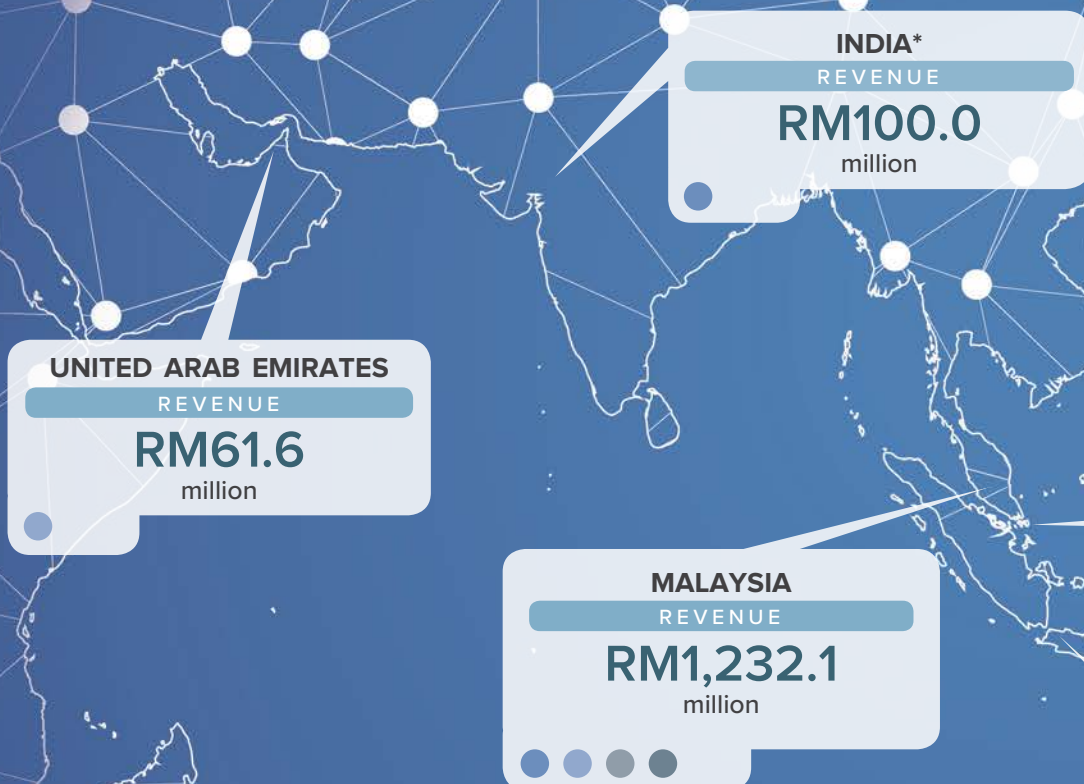 INDIA*
REVENUE
RM100.0
million
UNITED ARAB EMIRATES
REVENUE
RM61.6
million
MALAYSIA
REVENUE
RM1,232.1
million